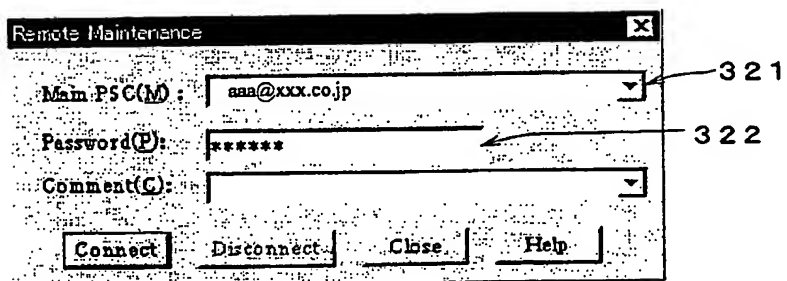 Remote Maintenance
Main PSC(M) : aaa@xxx.co.jp 321
Password(P): ****** 322
Comment(C):
Connect Disconnect Close Help